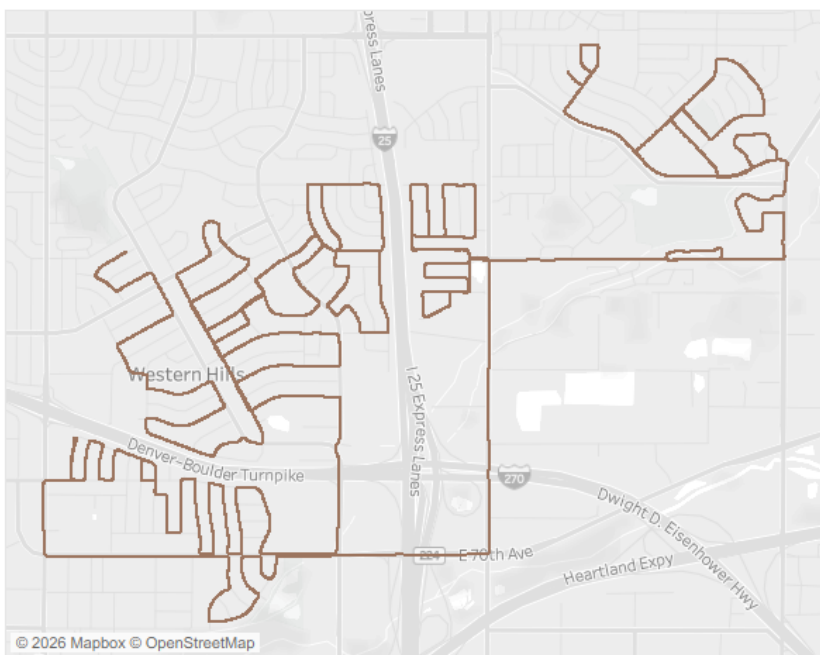 press Lanes
25
Western Hills
I 25 Express Lanes
Denver-Boulder Turnpike
270
Dwight D. Eisenhower Hwy
224
E 70th Ave
Heartland Expy
© 2026 Mapbox © OpenStreetMap